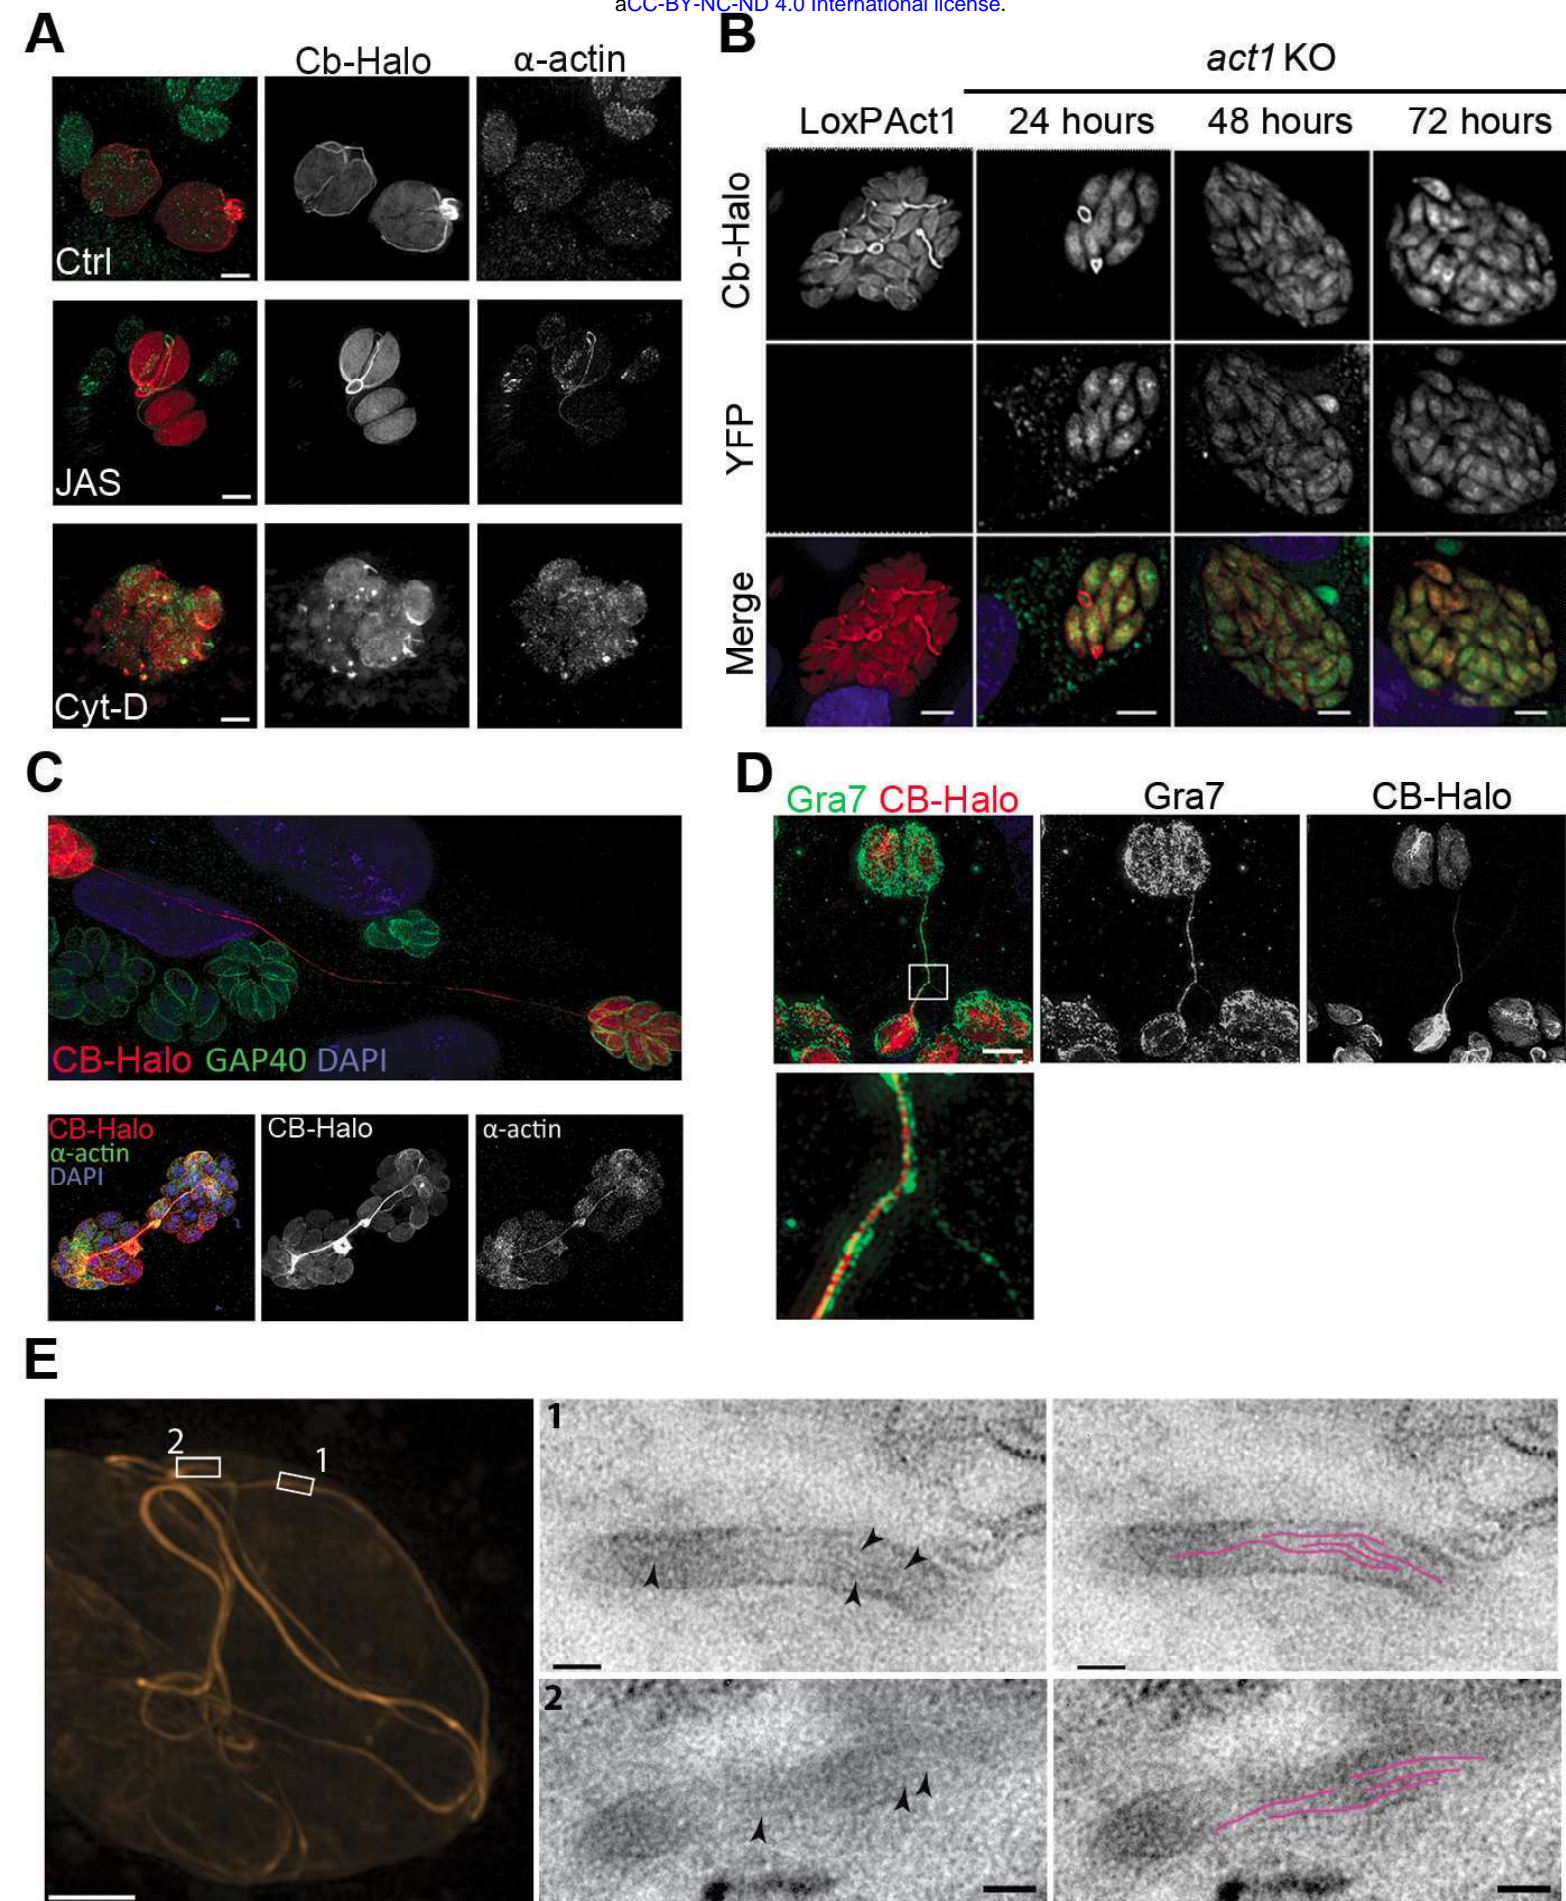 aCC-BY-NC-ND 4.0 International license.
A
Cb-Halo α-actin
Ctrl
JAS
Cyt-D
B
act1 KO
LoxPAct1 24 hours 48 hours 72 hours
Cb-Halo
YFP
Merge
C
CB-Halo GAP40 DAPI
CB-Halo
α-actin
DAPI
CB-Halo
α-actin
D
Gra7 CB-Halo
Gra7
CB-Halo
E
2
1
1
2